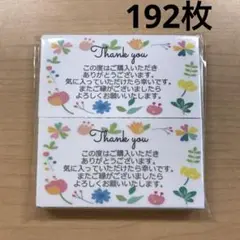 192枚
Thank you
この度はご購入いただき
ありがとうございます。
気に入っていただけたら幸いです。
またご縁がございましたら
よろしくお願いいたします。
Thank you
この度はご購入いただき
ありがとうございます。
気に入っていただけたら幸いです。
またご縁がございましたら
よろしくお願いいたします。